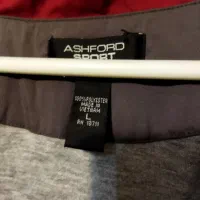 ASHFORD
SPORT
100% POLYESTER
MADE IN
VIETNAM
L